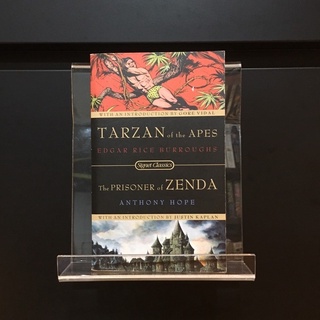 WITH AN INTRODUCTION BY GORE VIDAL
TARZAN of the APES
EDGAR RICE BURROUGHS
Signet Classics
The PRISONER of ZENDA
ANTHONY HOPE
WITH AN INTRODUCTION BY JUSTIN KAPLAN